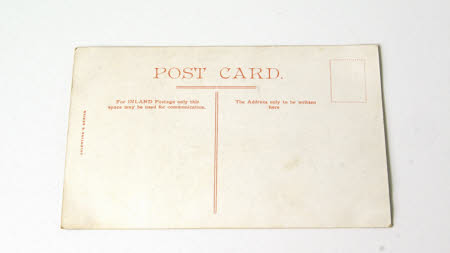 POST CARD.
For INLAND Postage only this
space may be used for communication.
The Address only to be written
here